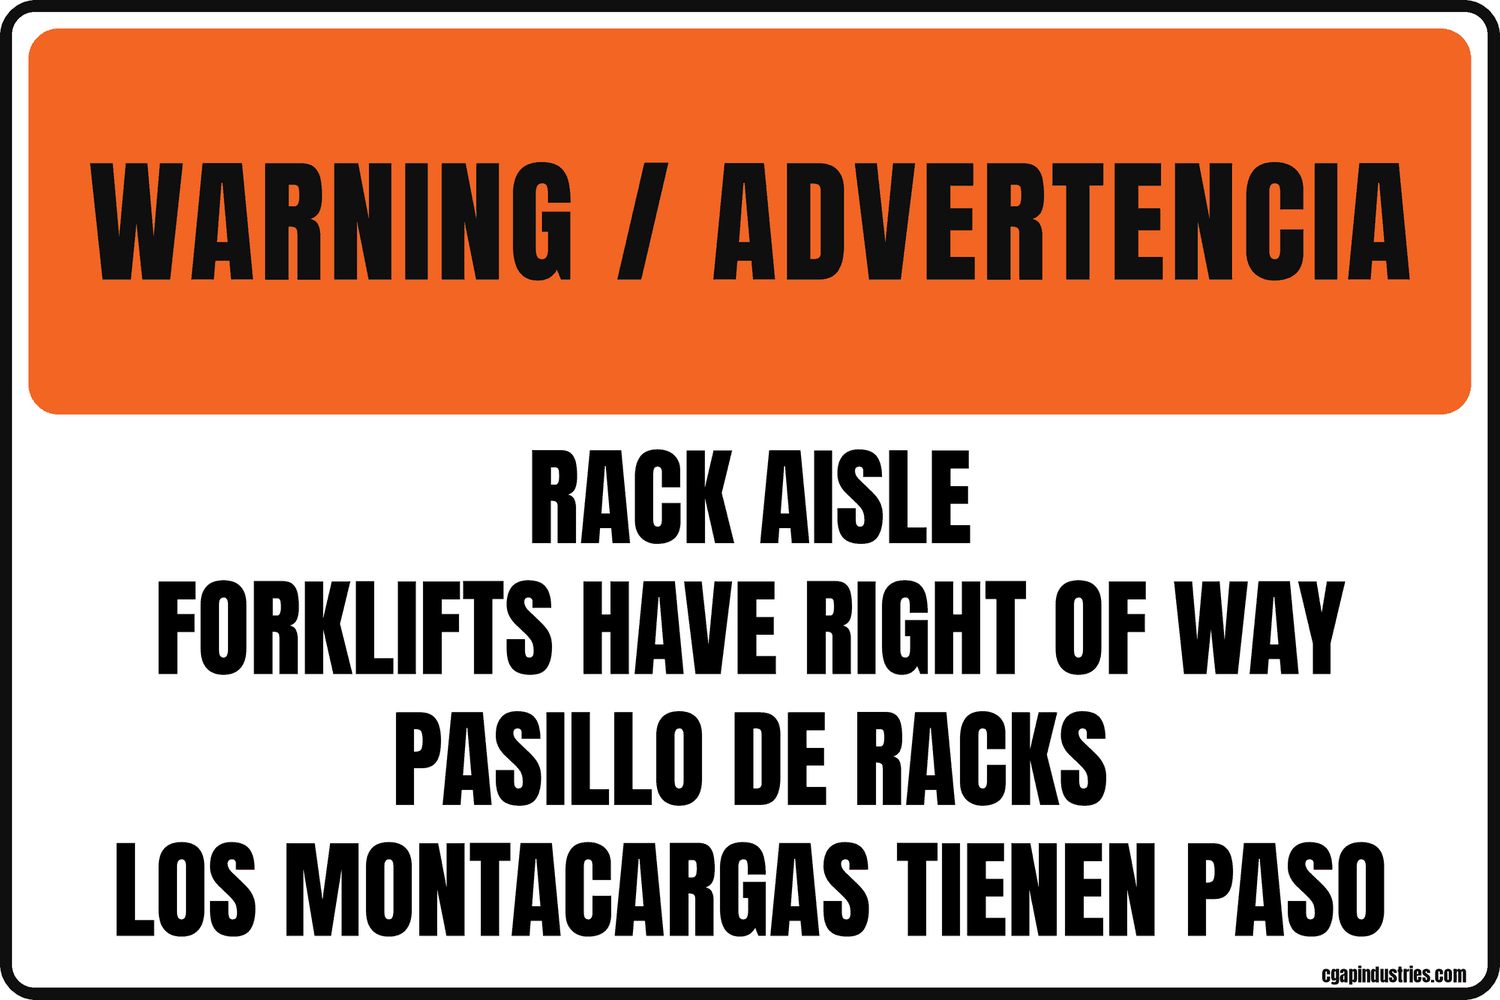 WARNING / ADVERTENCIA
RACK AISLE
FORKLIFTS HAVE RIGHT OF WAY
PASILLO DE RACKS
LOS MONTACARGAS TIENEN PASO
cgapindustries.com